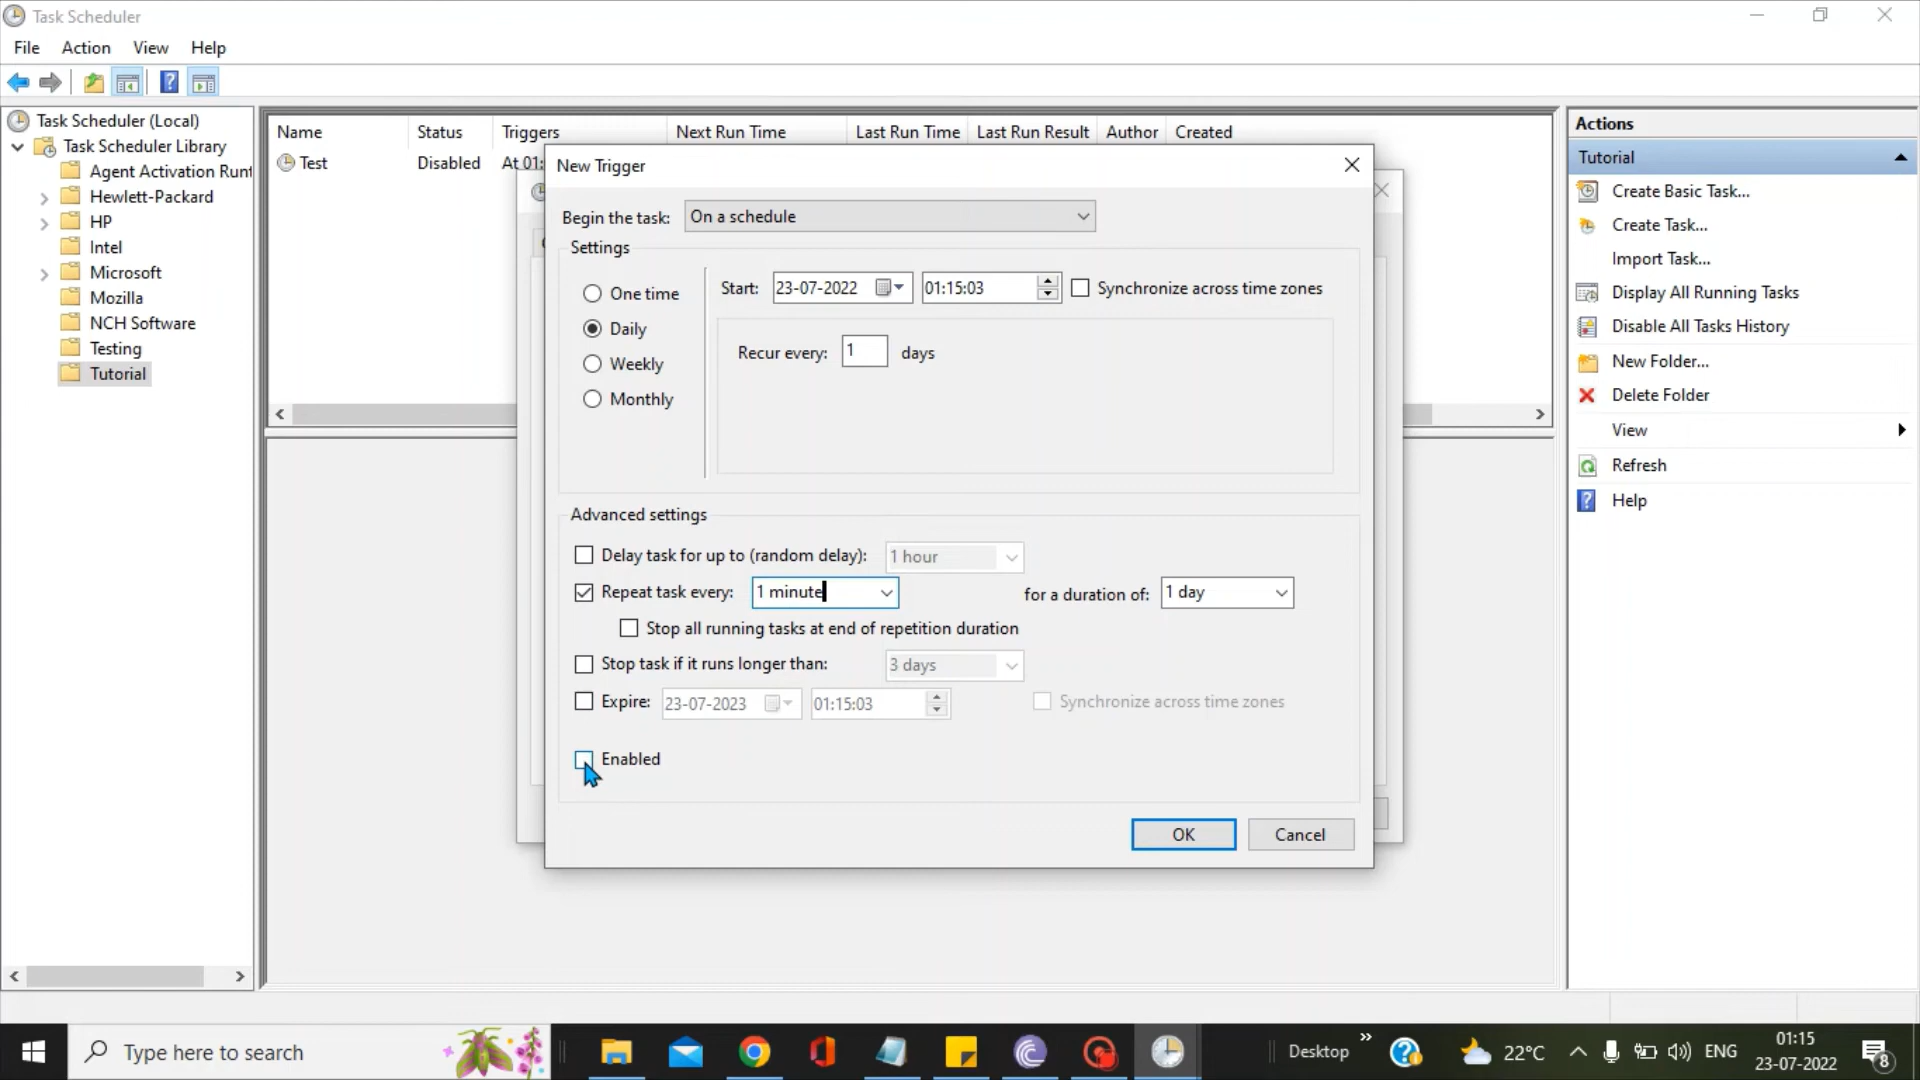 Task Scheduler
File Action View Help
Task Scheduler (Local)
Task Scheduler Library
Agent Activation Runt
Hewlett-Packard
HP
Intel
Microsoft
Mozilla
NCH Software
Testing
Tutorial
Name Status Triggers Next Run Time Last Run Time Last Run Result Author Created
Test Disabled At 01:
New Trigger
Begin the task: On a schedule
Settings
One time
Daily
Weekly
Monthly
Start: 23-07-2022 01:15:03 Synchronize across time zones
Recur every: 1 days
Advanced settings
Delay task for up to (random delay): 1 hour
Repeat task every: 1 minute for a duration of: 1 day
Stop all running tasks at end of repetition duration
Stop task if it runs longer than: 3 days
Expire: 23-07-2023 01:15:03 Synchronize across time zones
Enabled
OK Cancel
Actions
Tutorial
Create Basic Task...
Create Task...
Import Task...
Display All Running Tasks
Disable All Tasks History
New Folder...
Delete Folder
View
Refresh
Help
Type here to search
Desktop
22°C
ENG
01:15
23-07-2022
8